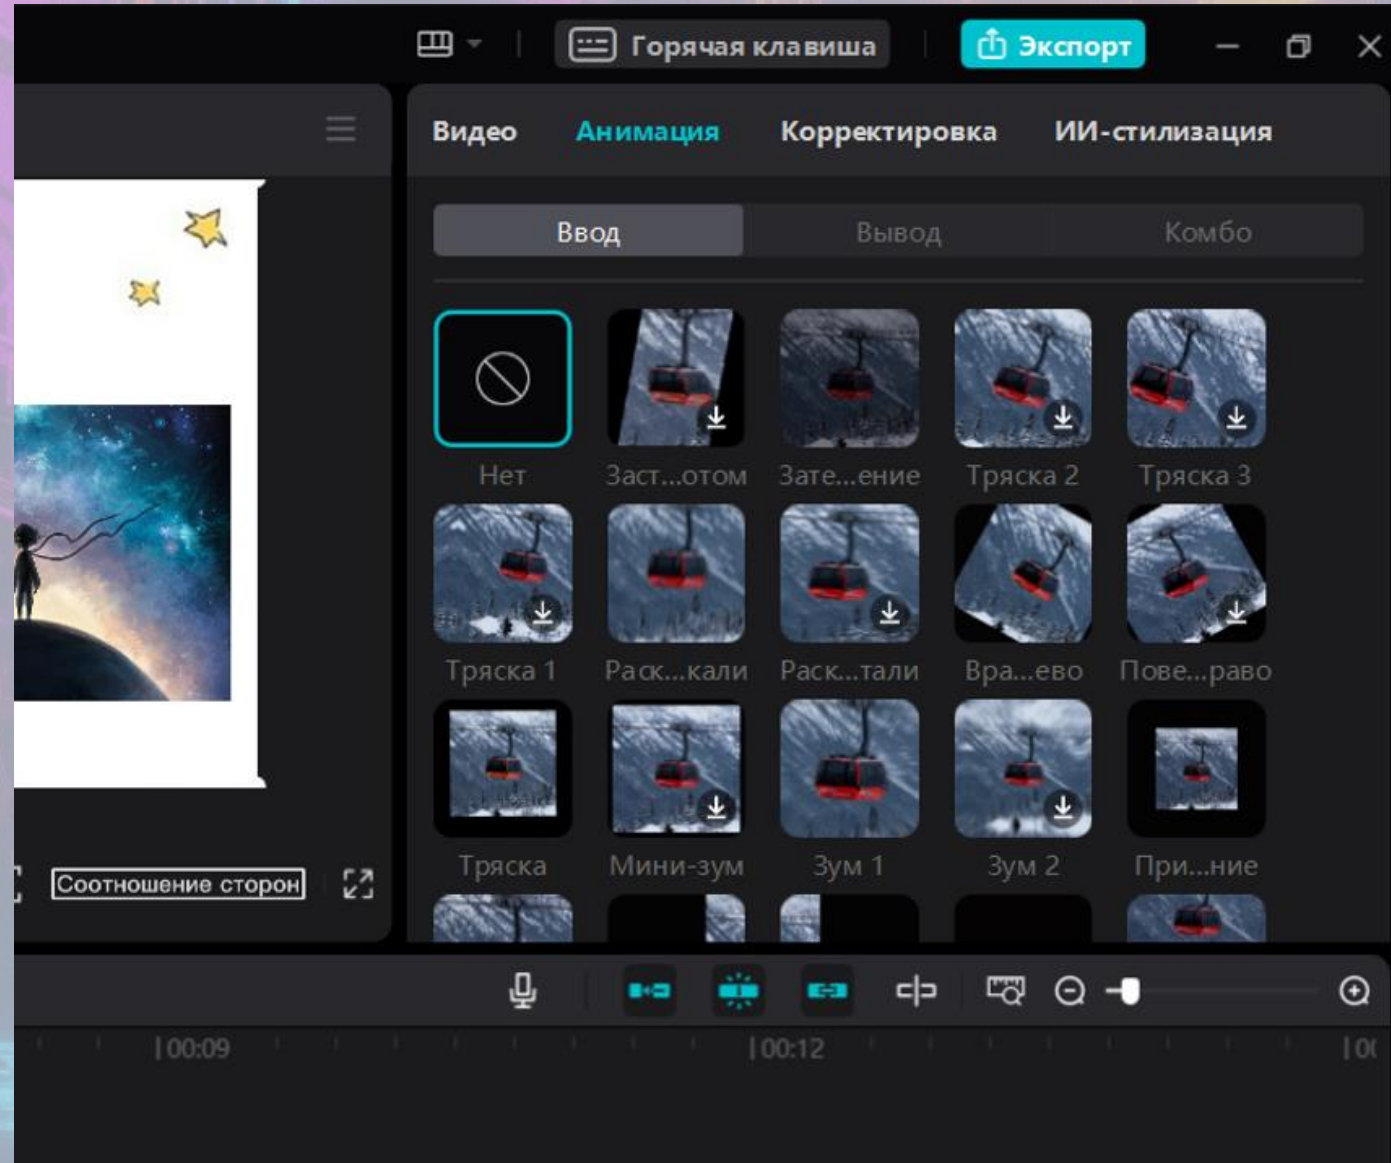 Горячая клавиша
Экспорт
Видео
Анимация
Корректировка
ИИ-стилизация
Ввод
Вывод
Комбо
Нет
Заст...отом
Зате...ение
Тряска 2
Тряска 3
Тряска 1
Раск...кали
Раск...тали
Вра...ево
Пове...раво
Тряска
Мини-зум
Зум 1
Зум 2
При...ние
Соотношение сторон
00:09
00:12